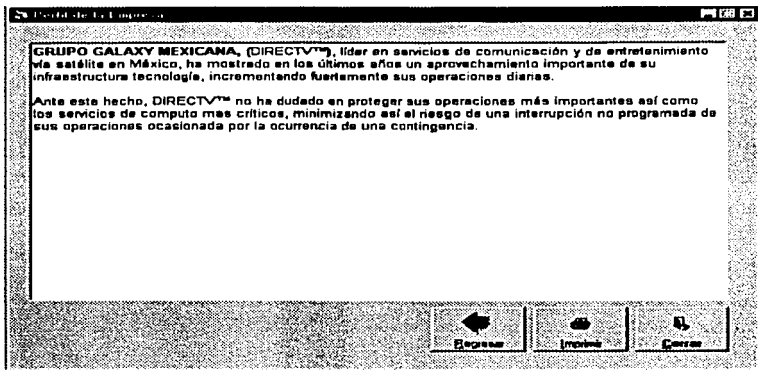 Perfil de la Empresa
GRUPO GALAXY MEXICANA, (DIRECTV™), líder en servicios de comunicación y de entretenimiento
vía satélite en México, ha mostrado en los últimos años un aprovechamiento importante de su
infraestructura tecnología, incrementando fuertemente sus operaciones diarias.
Ante este hecho, DIRECTV™ no ha dudado en proteger sus operaciones más importantes así como
los servicios de computo mas críticos, minimizando así el riesgo de una interrupción no programada de
sus operaciones ocasionada por la ocurrencia de una contingencia.
Regresar Imprimir Cerrar